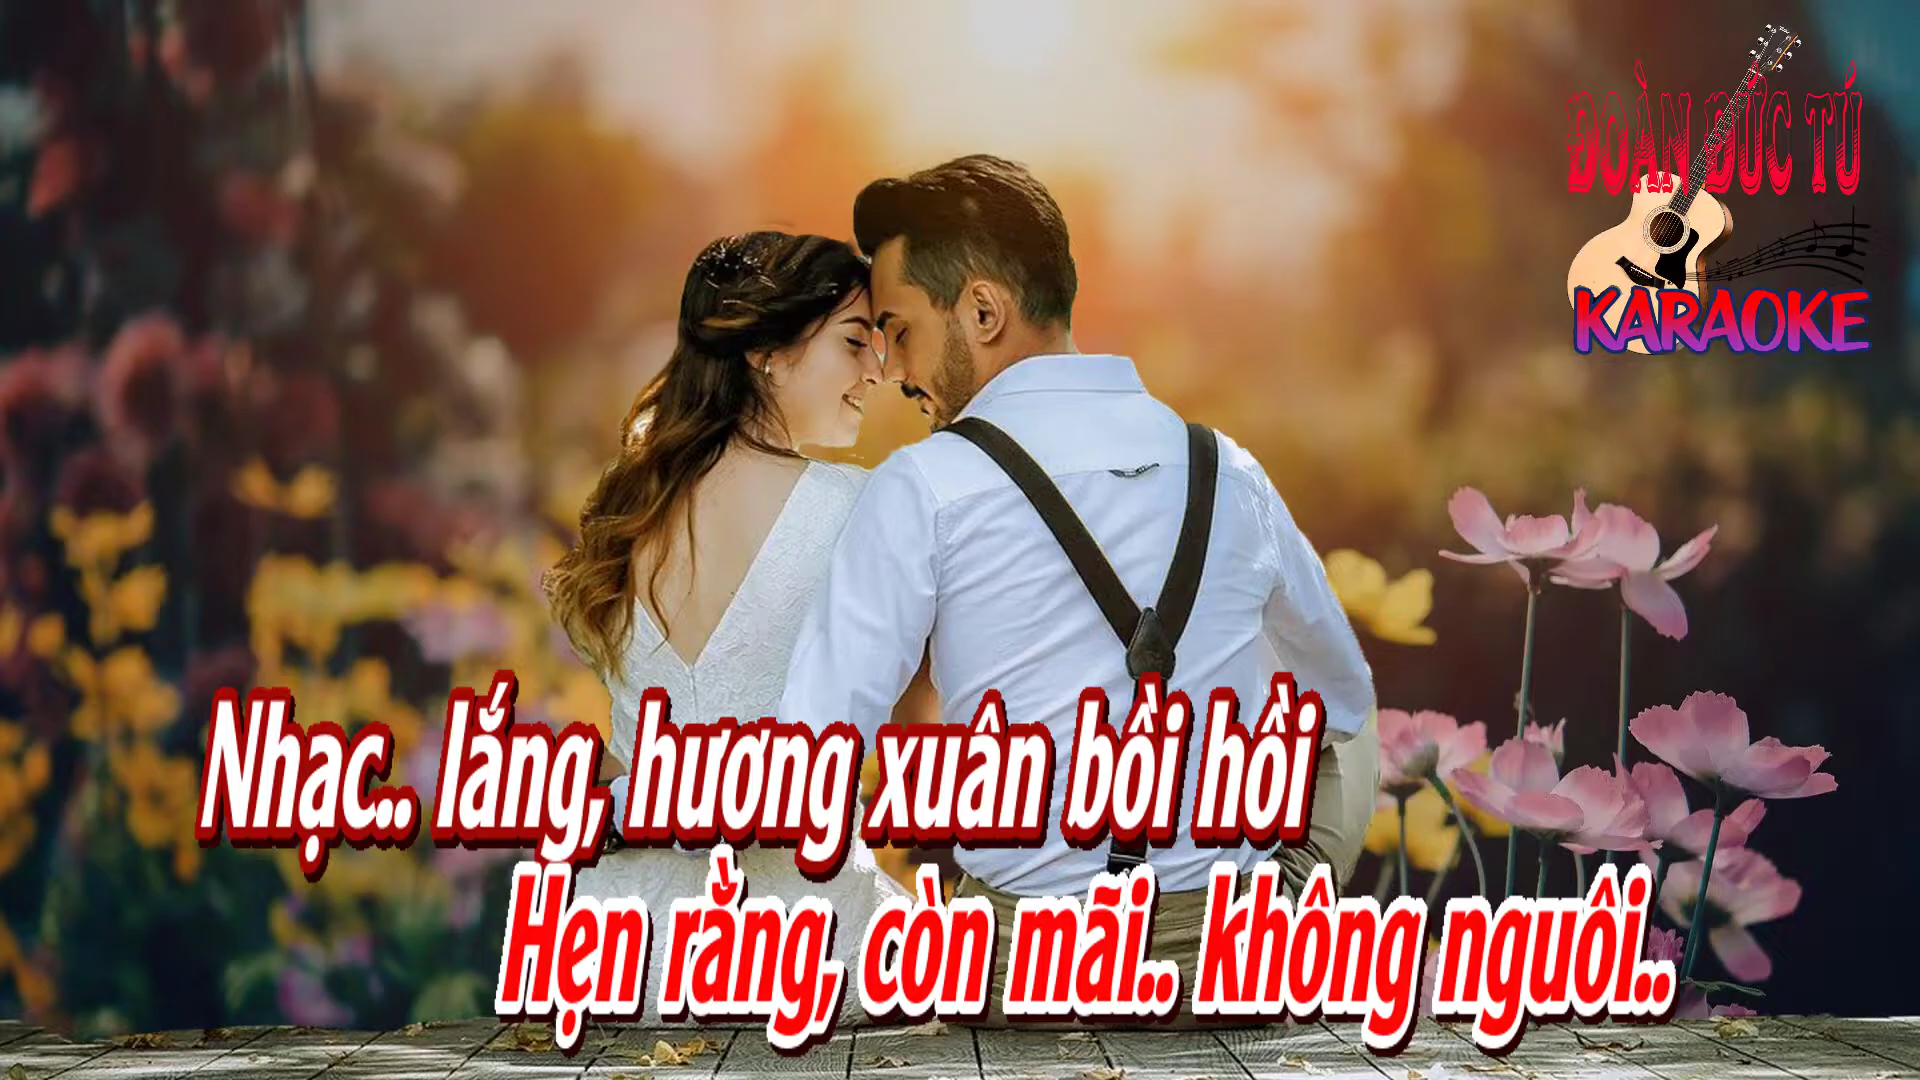 ĐOÀN ĐỨC TÚ
KARAOKE
Nhạc.. lắng, hương xuân bồi hồi
Hẹn rằng, còn mãi.. không nguôi..